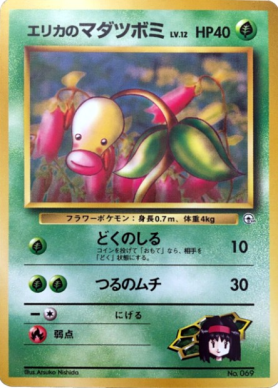 エリカのマダツボミ LV.12 HP40
フラワーポケモン:身長0.7m、体重4kg
どくのしる 10
コインを投げて「おもて」なら、相手を
「どく」状態にする。
つるのムチ 30
にげる
弱点
Illus.Atsuko Nishida
No.069